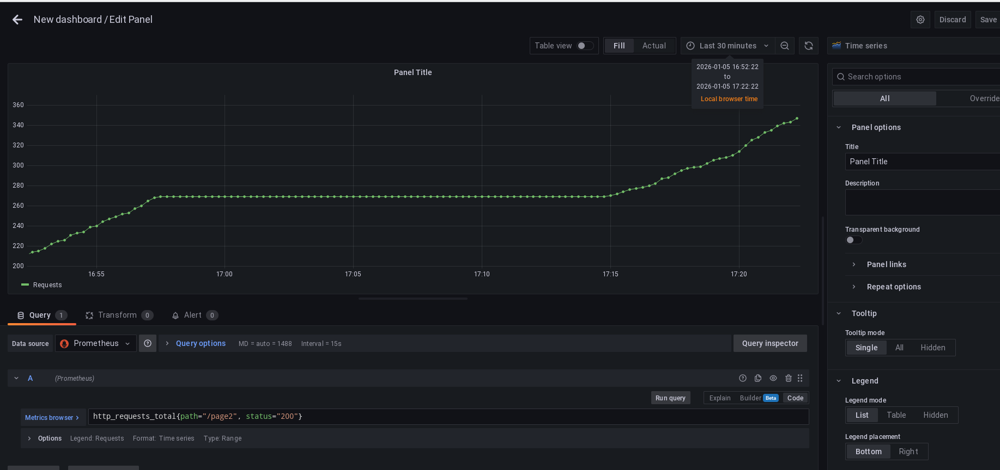 New dashboard / Edit Panel
Discard
Save
Table view
Fill
Actual
Last 30 minutes
Time series
2026-01-05 16:52:22
to
2026-01-05 17:22:22
Local browser time
Panel Title
360
340
320
300
280
260
240
220
200
16:55
17:00
17:05
17:10
17:15
17:20
Requests
Search options
All
Override
Panel options
Title
Panel Title
Description
Transparent background
Panel links
Repeat options
Tooltip
Tooltip mode
Single
All
Hidden
Legend
Legend mode
List
Table
Hidden
Legend placement
Bottom
Right
Query 1
Transform 0
Alert 0
Data source
Prometheus
Query options
MD = auto = 1488
Interval = 15s
Query inspector
A
(Prometheus)
Run query
Explain
Builder Beta
Code
Metrics browser
http_requests_total{path="/page2", status="200"}
Options
Legend: Requests
Format: Time series
Type: Range